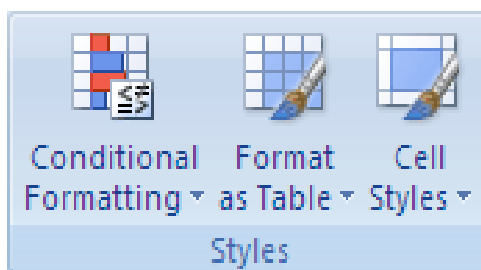 Conditional Formatting
Format as Table
Cell Styles
Styles